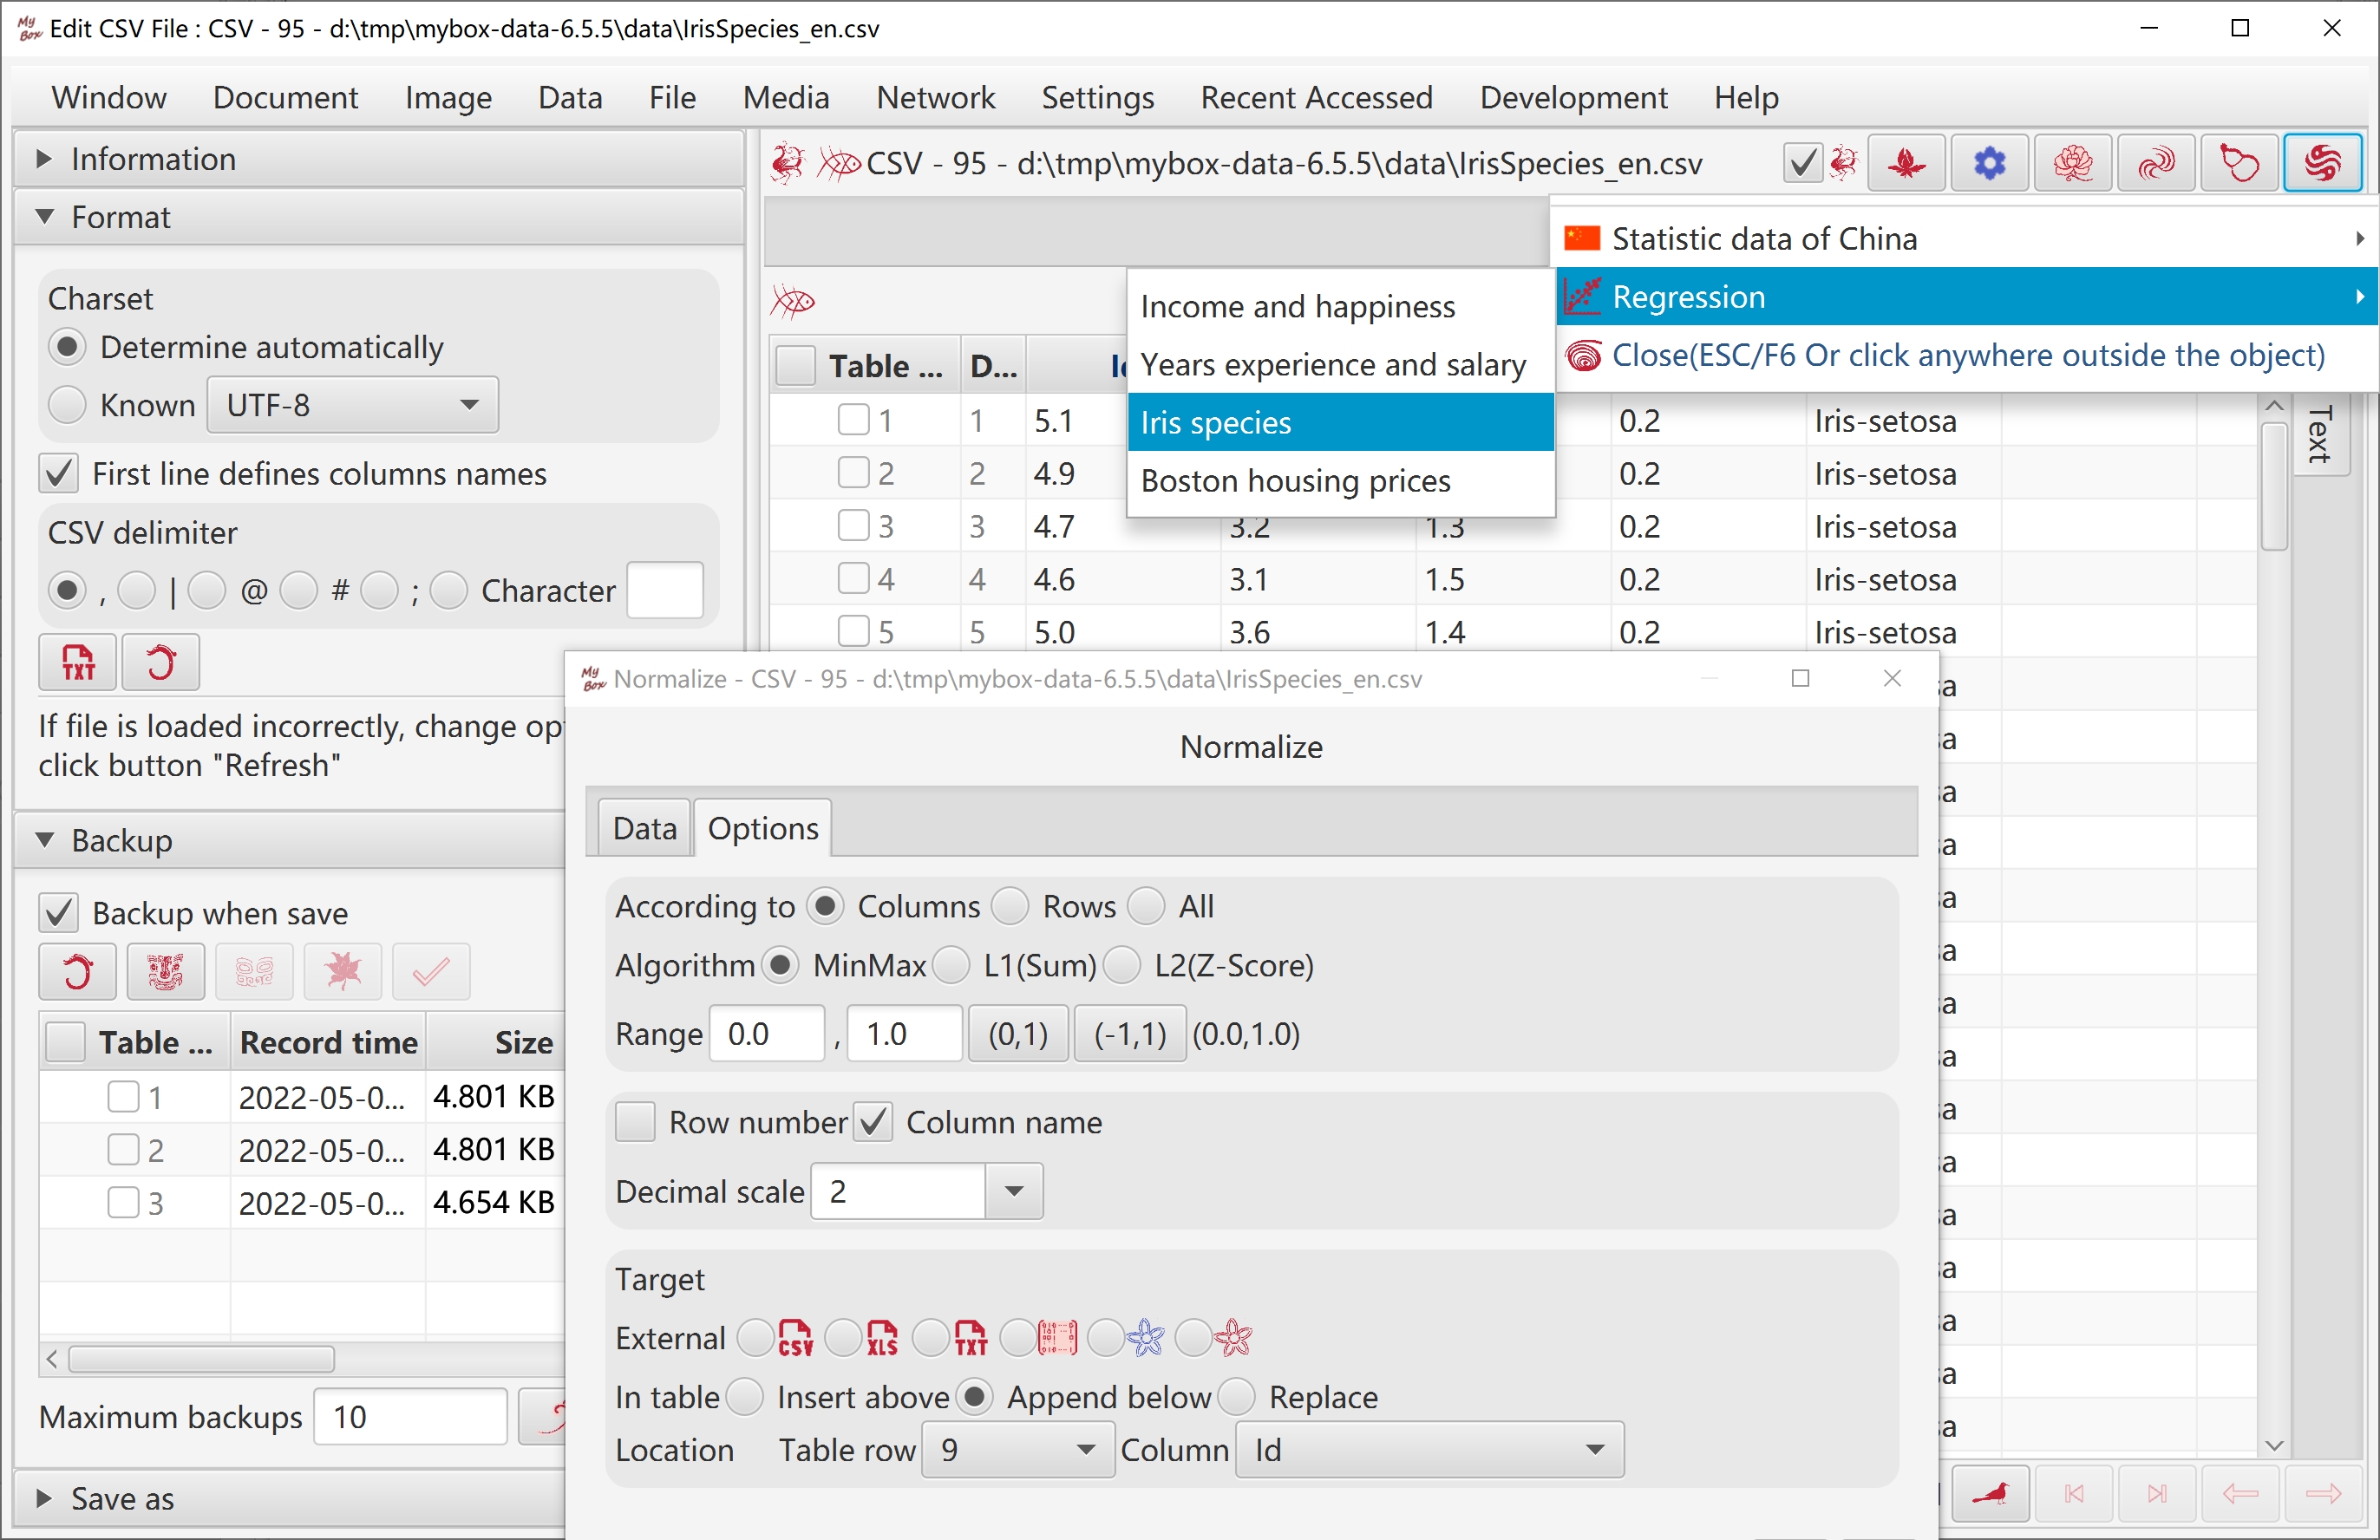 My Box Edit CSV File : CSV - 95 - d:\tmp\mybox-data-6.5.5\data\IrisSpecies_en.csv
Window Document Image Data File Media Network Settings Recent Accessed Development Help
Information
Format
Charset
Determine automatically
Known UTF-8
First line defines columns names
CSV delimiter
, | @ # ; Character
TXT
If file is loaded incorrectly, change op
click button "Refresh"
Backup
Backup when save
Table ... Record time Size
1 2022-05-0... 4.801 KB
2 2022-05-0... 4.801 KB
3 2022-05-0... 4.654 KB
Maximum backups 10
Save as
CSV - 95 - d:\tmp\mybox-data-6.5.5\data\IrisSpecies_en.csv
Statistic data of China
Regression
Close(ESC/F6 Or click anywhere outside the object)
Income and happiness
Years experience and salary
Iris species
Boston housing prices
Table ... D...
1 1 5.1 0.2 Iris-setosa
2 2 4.9 0.2 Iris-setosa
3 3 4.7 3.2 1.3 0.2 Iris-setosa
4 4 4.6 3.1 1.5 0.2 Iris-setosa
5 5 5.0 3.6 1.4 0.2 Iris-setosa
Text
My Box Normalize - CSV - 95 - d:\tmp\mybox-data-6.5.5\data\IrisSpecies_en.csv
Normalize
Data Options
According to Columns Rows All
Algorithm MinMax L1(Sum) L2(Z-Score)
Range 0.0 , 1.0 (0,1) (-1,1) (0.0,1.0)
Row number Column name
Decimal scale 2
Target
External CSV XLS TXT
In table Insert above Append below Replace
Location Table row 9 Column Id